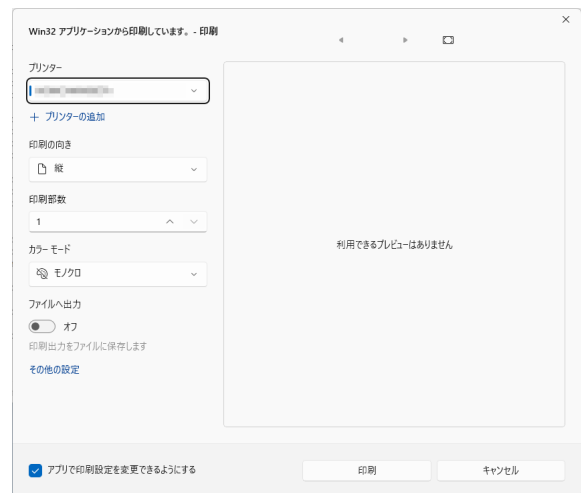 Win32 アプリケーションから印刷しています。 - 印刷
プリンター
プリンターの追加
印刷の向き
縦
印刷部数
1
カラー モード
モノクロ
ファイルへ出力
オフ
印刷出力をファイルに保存します
その他の設定
利用できるプレビューはありません
アプリで印刷設定を変更できるようにする
印刷
キャンセル